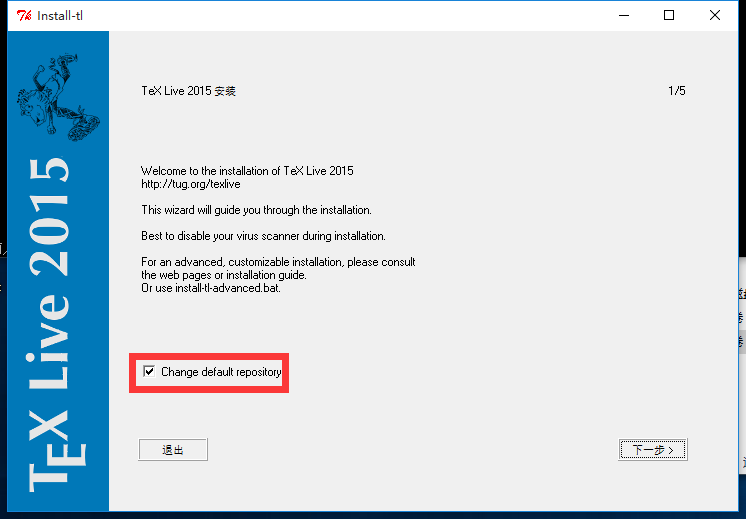 Install-tl
TeX Live 2015 安装
1/5
Welcome to the installation of TeX Live 2015
http://tug.org/texlive
This wizard will guide you through the installation.
Best to disable your virus scanner during installation.
For an advanced, customizable installation, please consult
the web pages or installation guide.
Or use install-tl-advanced.bat.
Change default repository
退出
下一步 >
TEX Live 2015